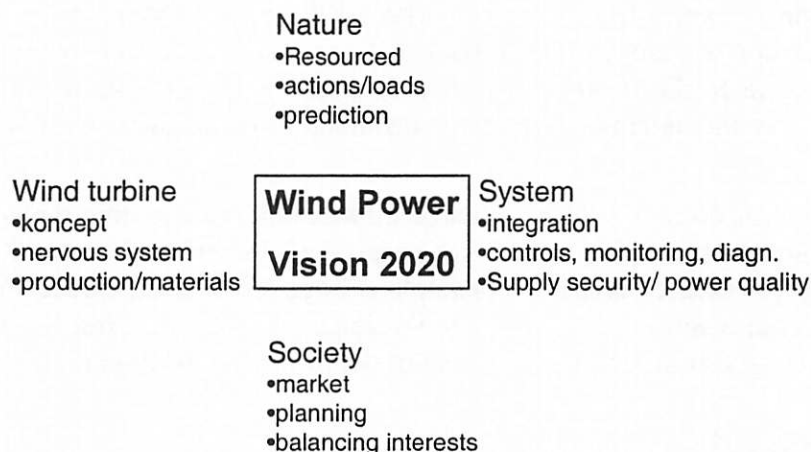 Nature
•Resourced
•actions/loads
•prediction
Wind turbine
•koncept
•nervous system
•production/materials
Wind Power
Vision 2020
System
•integration
•controls, monitoring, diagn.
•Supply security/ power quality
Society
•market
•planning
•balancing interests